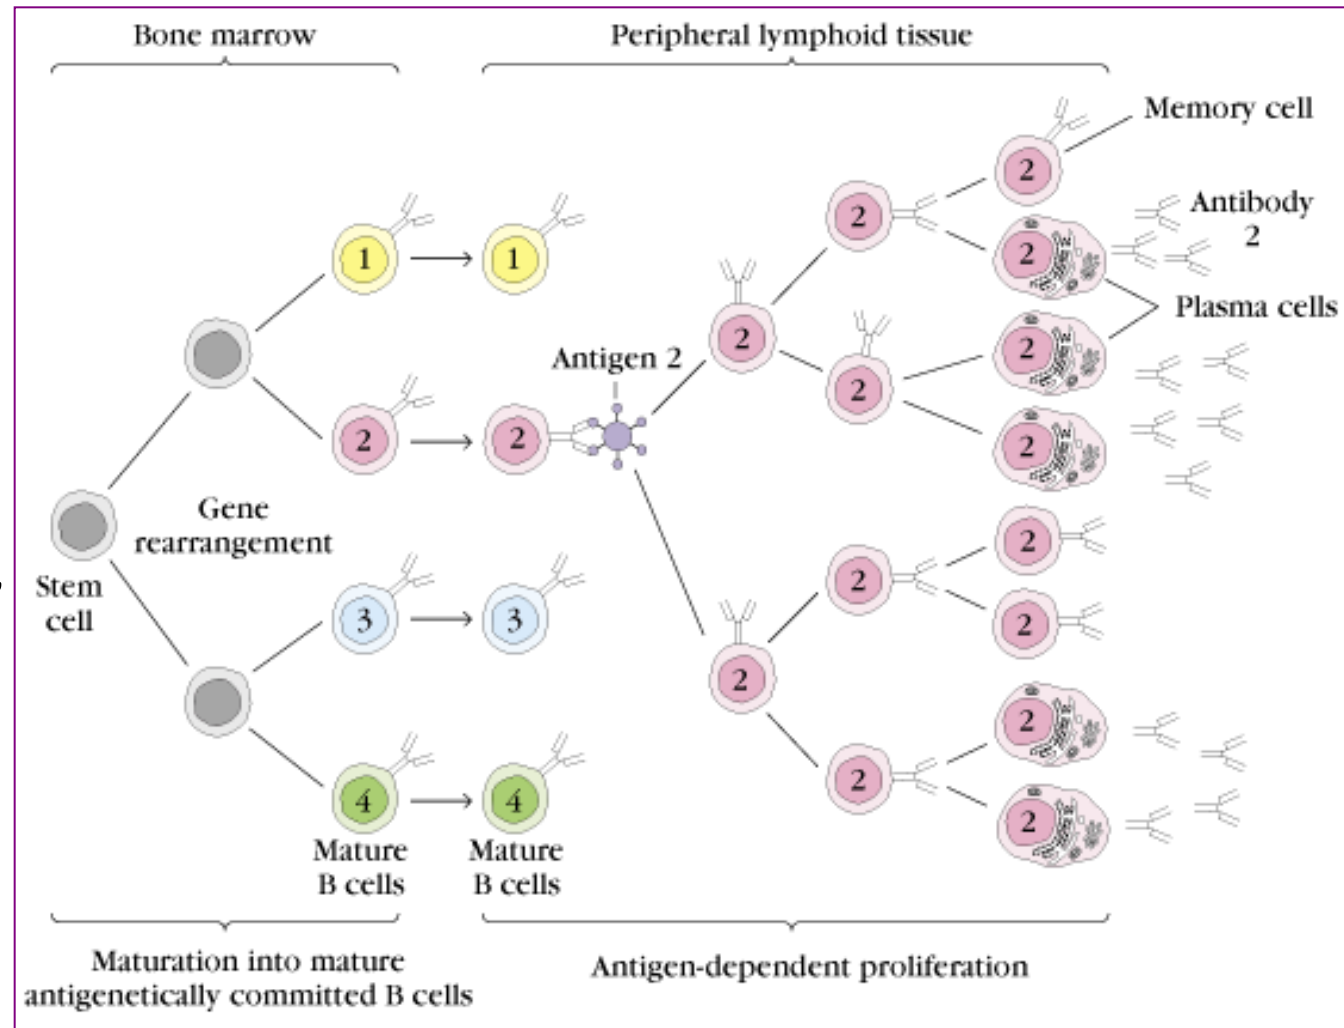 Bone marrow
Peripheral lymphoid tissue
Memory cell
Antibody
2
Plasma cells
1
1
2
2
Antigen 2
2
2
2
2
2
2
2
Gene
rearrangement
Stem
cell
3
3
2
2
2
2
2
4
4
2
2
Mature
B cells
Mature
B cells
Maturation into mature
antigenetically committed B cells
Antigen-dependent proliferation